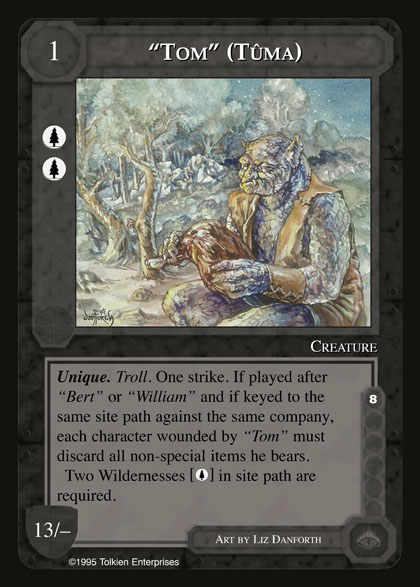 1
“Tom” (Tûma)
Creature
Unique. Troll. One strike. If played after
“Bert” or “William” and if keyed to the
same site path against the same company,
each character wounded by “Tom” must
discard all non-special items he bears.
Two Wildernesses [ ] in site path are
required.
8
13/–
Art by Liz Danforth
©1995 Tolkien Enterprises